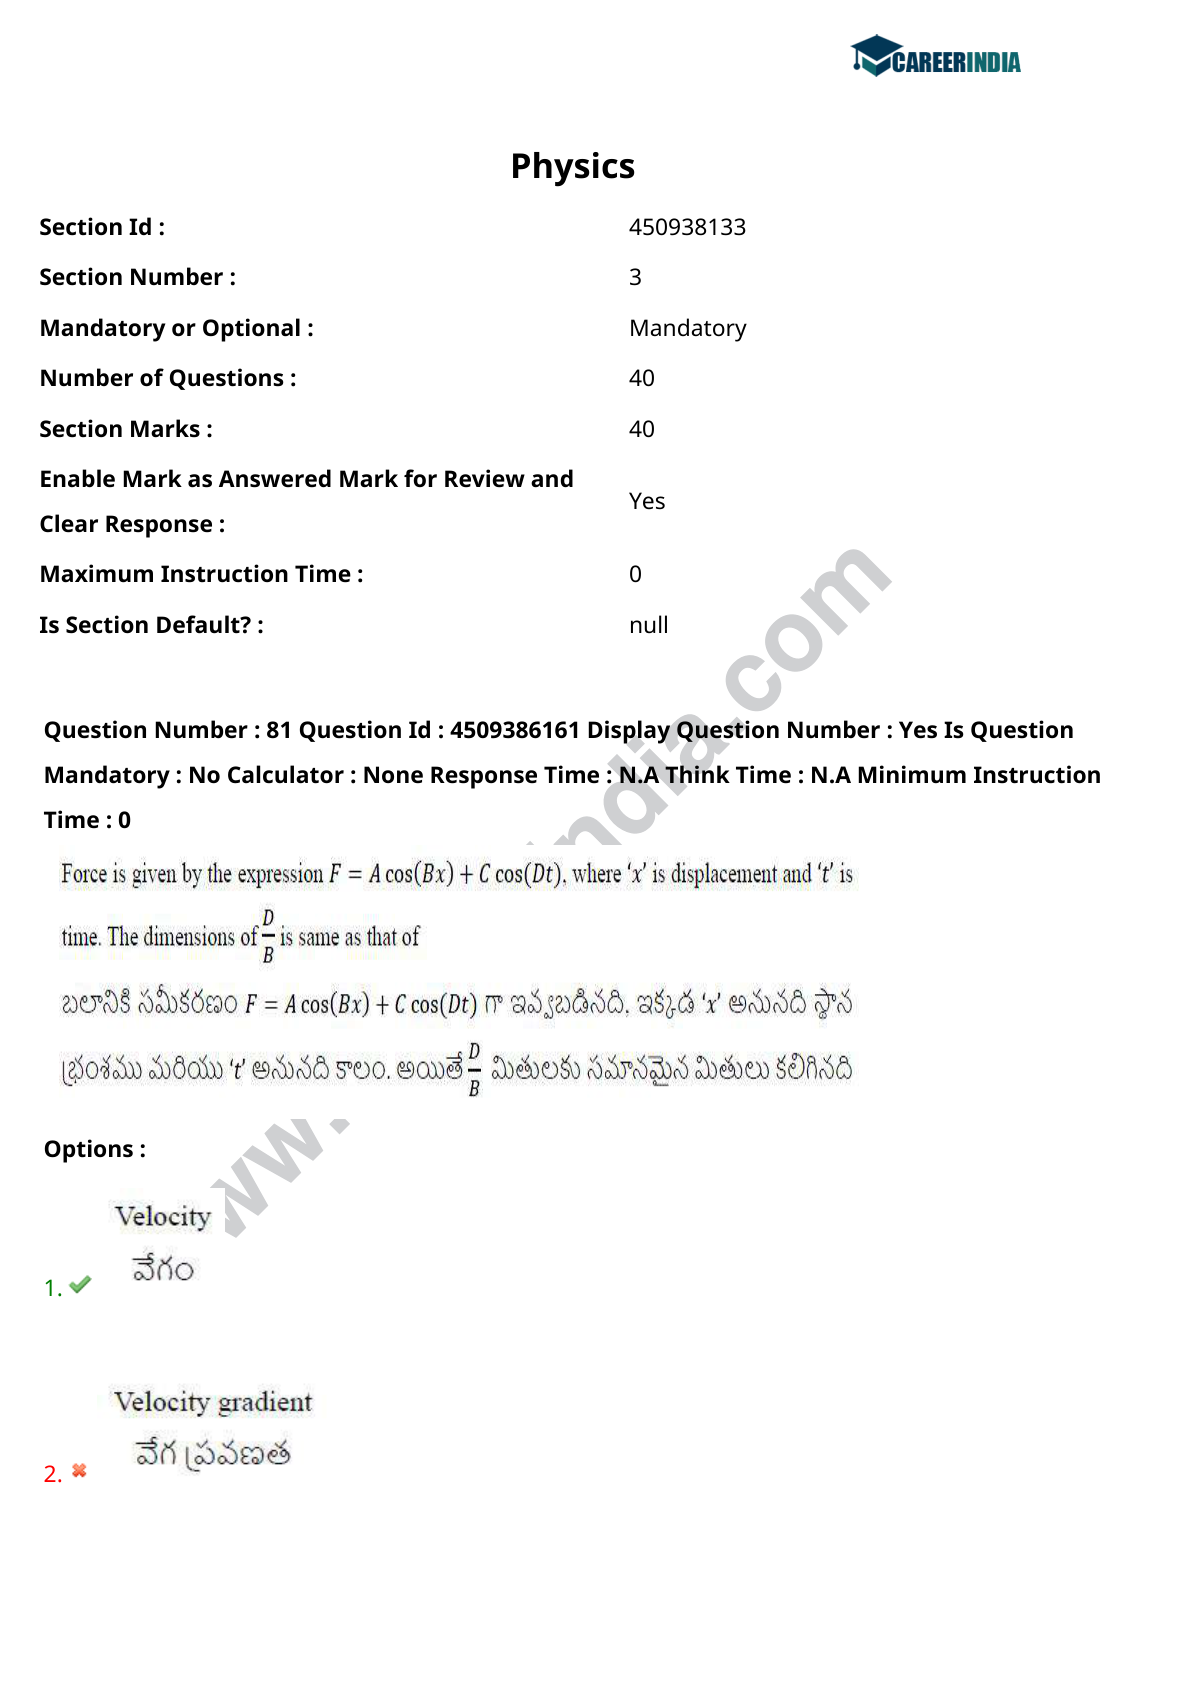 CAREERINDIA
Physics
Section Id : 450938133
Section Number : 3
Mandatory or Optional : Mandatory
Number of Questions : 40
Section Marks : 40
Enable Mark as Answered Mark for Review and
Clear Response : Yes
Maximum Instruction Time : 0
Is Section Default? : null
Question Number : 81 Question Id : 4509386161 Display Question Number : Yes Is Question
Mandatory : No Calculator : None Response Time : N.A Think Time : N.A Minimum Instruction
Time : 0
Force is given by the expression F = A cos(Bx) + C cos(Dt), where ‘x’ is displacement and ‘t’ is
time. The dimensions of D/B is same as that of
బలానికి సమీకరణం F = A cos(Bx) + C cos(Dt) గా ఇవ్వబడినది. ఇక్కడ ‘x’ అనునది స్థాన
భ్రంశము మరియు ‘t’ అనునది కాలం. అయితే D/B మితులకు సమానమైన మితులు కలిగినది
Options :
Velocity
వేగం
1.
Velocity gradient
వేగ ప్రవణత
2.